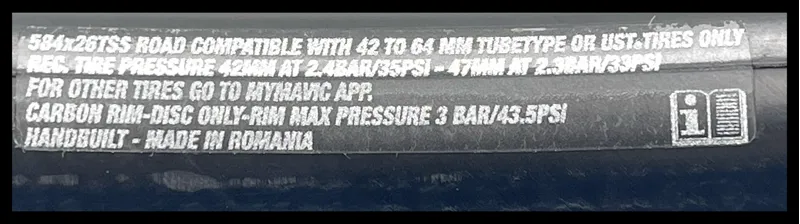 584x26TSS ROAD COMPATIBLE WITH 42 TO 64 MM TUBETYPE OR UST TIRES ONLY
REC. TIRE PRESSURE 42MM AT 2.4BAR/35PSI - 47MM AT 2.3BAR/33PSI
FOR OTHER TIRES GO TO MYMAVIC APP.
CARBON RIM-DISC ONLY-RIM MAX PRESSURE 3 BAR/43.5PSI
HANDBUILT - MADE IN ROMANIA